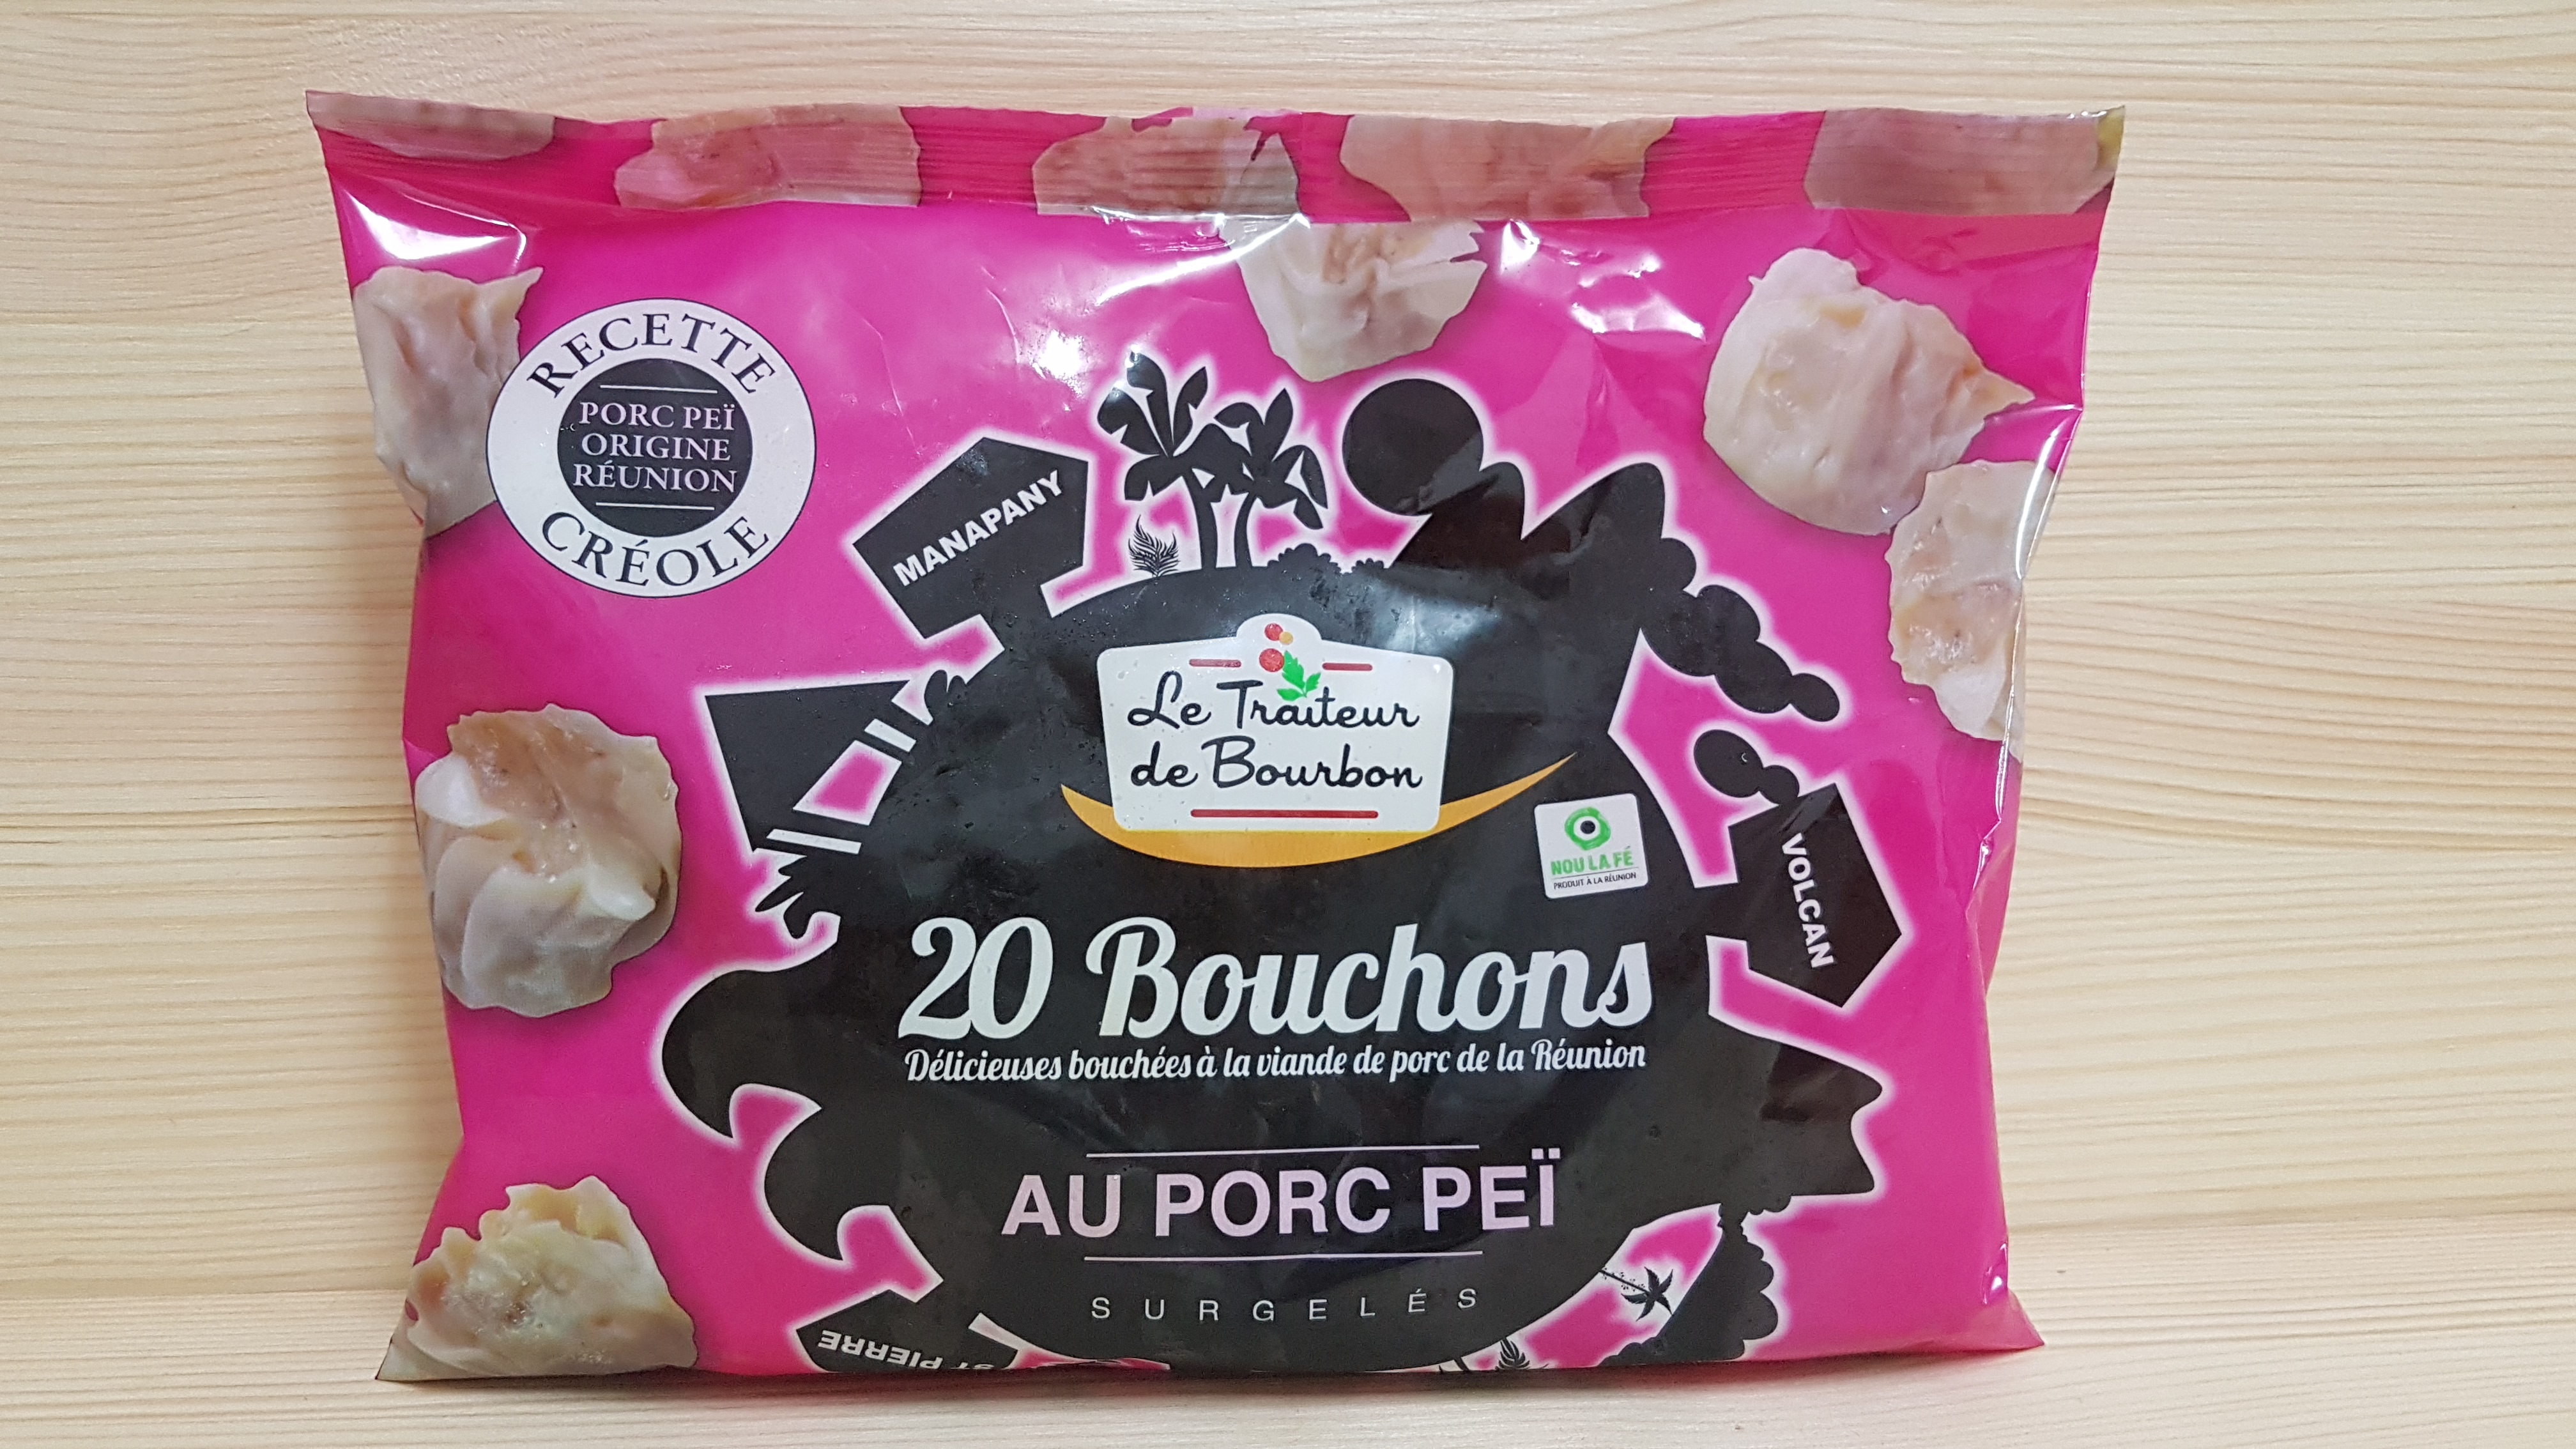 RECETTE
PORC PEÏ
ORIGINE
RÉUNION
CRÉOLE
MANAPANY
Le Traiteur
de Bourbon
NOU LA FÉ
PRODUIT À LA RÉUNION
VOLCAN
20 Bouchons
Délicieuses bouchées à la viande de porc de la Réunion
AU PORC PEÏ
SURGELÉS
ST PIERRE